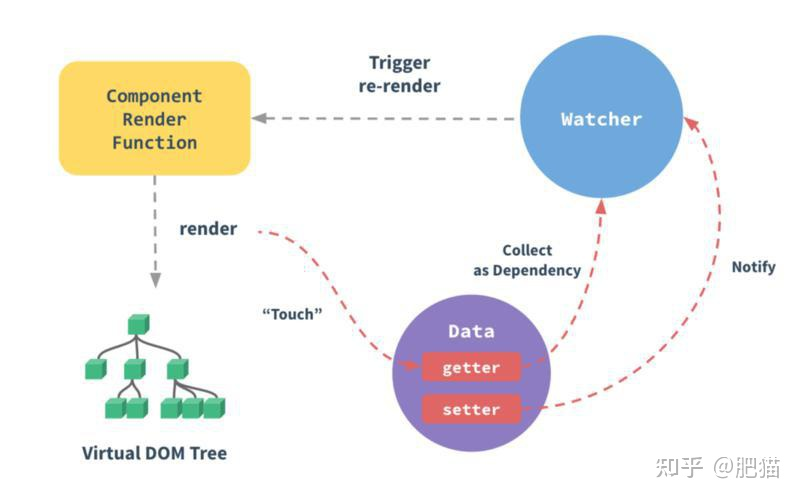 Trigger
re-render
Component
Render
Function
Watcher
render
Collect
as Dependency
Notify
“Touch”
Data
getter
setter
Virtual DOM Tree
知乎 @肥猫